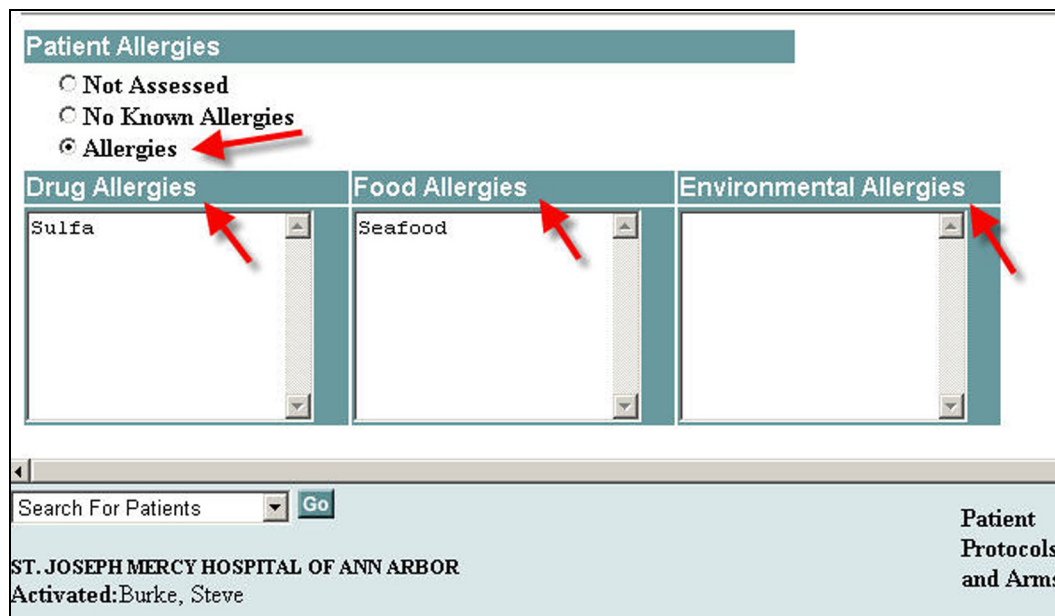 Patient Allergies
Not Assessed
No Known Allergies
Allergies
Drug Allergies Food Allergies Environmental Allergies
Sulfa Seafood
Search For Patients Go
Patient
Protocols
and Arms
ST. JOSEPH MERCY HOSPITAL OF ANN ARBOR
Activated:Burke, Steve